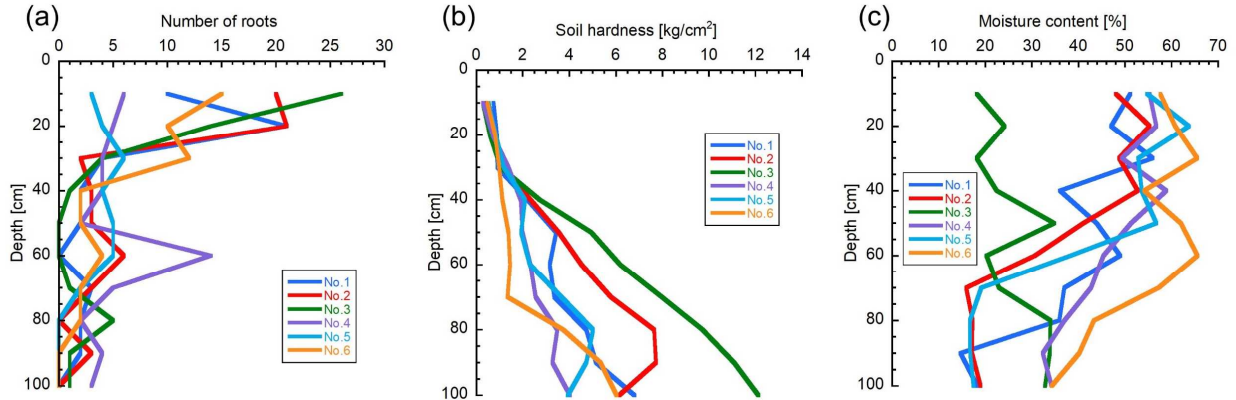 (a)
Number of roots
0 5 10 15 20 25 30
0
20
40
60
80
100
Depth [cm]
No.1
No.2
No.3
No.4
No.5
No.6
(b)
Soil hardness [kg/cm²]
0 2 4 6 8 10 12 14
0
20
40
60
80
100
Depth [cm]
No.1
No.2
No.3
No.4
No.5
No.6
(c)
Moisture content [%]
0 10 20 30 40 50 60 70
0
20
40
60
80
100
Depth [cm]
No.1
No.2
No.3
No.4
No.5
No.6